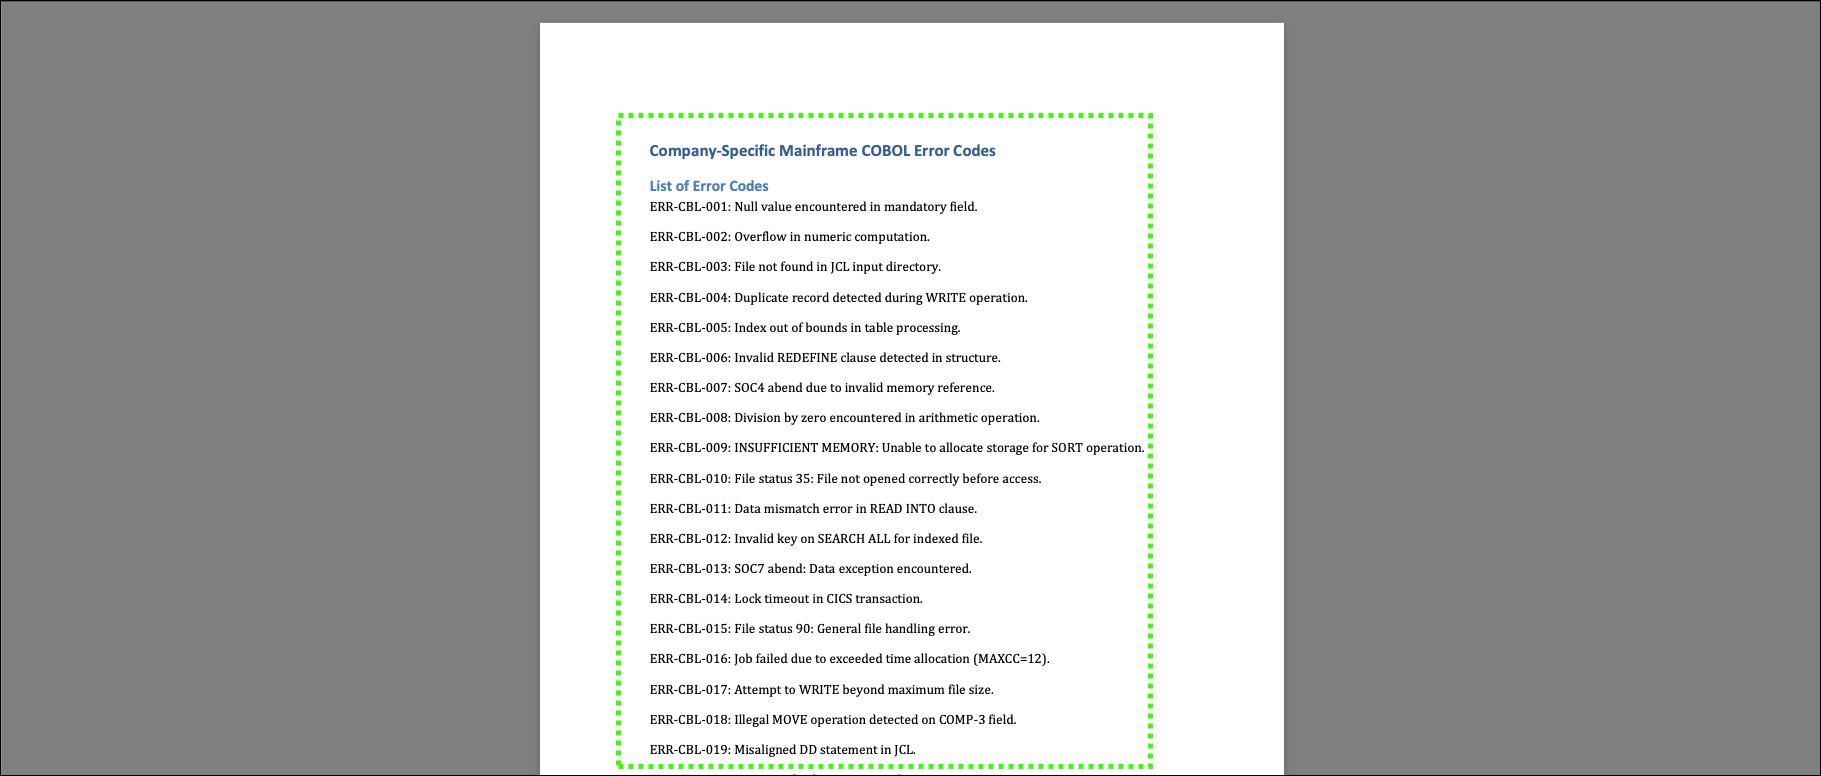 Company-Specific Mainframe COBOL Error Codes
List of Error Codes
ERR-CBL-001: Null value encountered in mandatory field.
ERR-CBL-002: Overflow in numeric computation.
ERR-CBL-003: File not found in JCL input directory.
ERR-CBL-004: Duplicate record detected during WRITE operation.
ERR-CBL-005: Index out of bounds in table processing.
ERR-CBL-006: Invalid REDEFINE clause detected in structure.
ERR-CBL-007: SOC4 abend due to invalid memory reference.
ERR-CBL-008: Division by zero encountered in arithmetic operation.
ERR-CBL-009: INSUFFICIENT MEMORY: Unable to allocate storage for SORT operation.
ERR-CBL-010: File status 35: File not opened correctly before access.
ERR-CBL-011: Data mismatch error in READ INTO clause.
ERR-CBL-012: Invalid key on SEARCH ALL for indexed file.
ERR-CBL-013: SOC7 abend: Data exception encountered.
ERR-CBL-014: Lock timeout in CICS transaction.
ERR-CBL-015: File status 90: General file handling error.
ERR-CBL-016: Job failed due to exceeded time allocation (MAXCC=12).
ERR-CBL-017: Attempt to WRITE beyond maximum file size.
ERR-CBL-018: Illegal MOVE operation detected on COMP-3 field.
ERR-CBL-019: Misaligned DD statement in JCL.